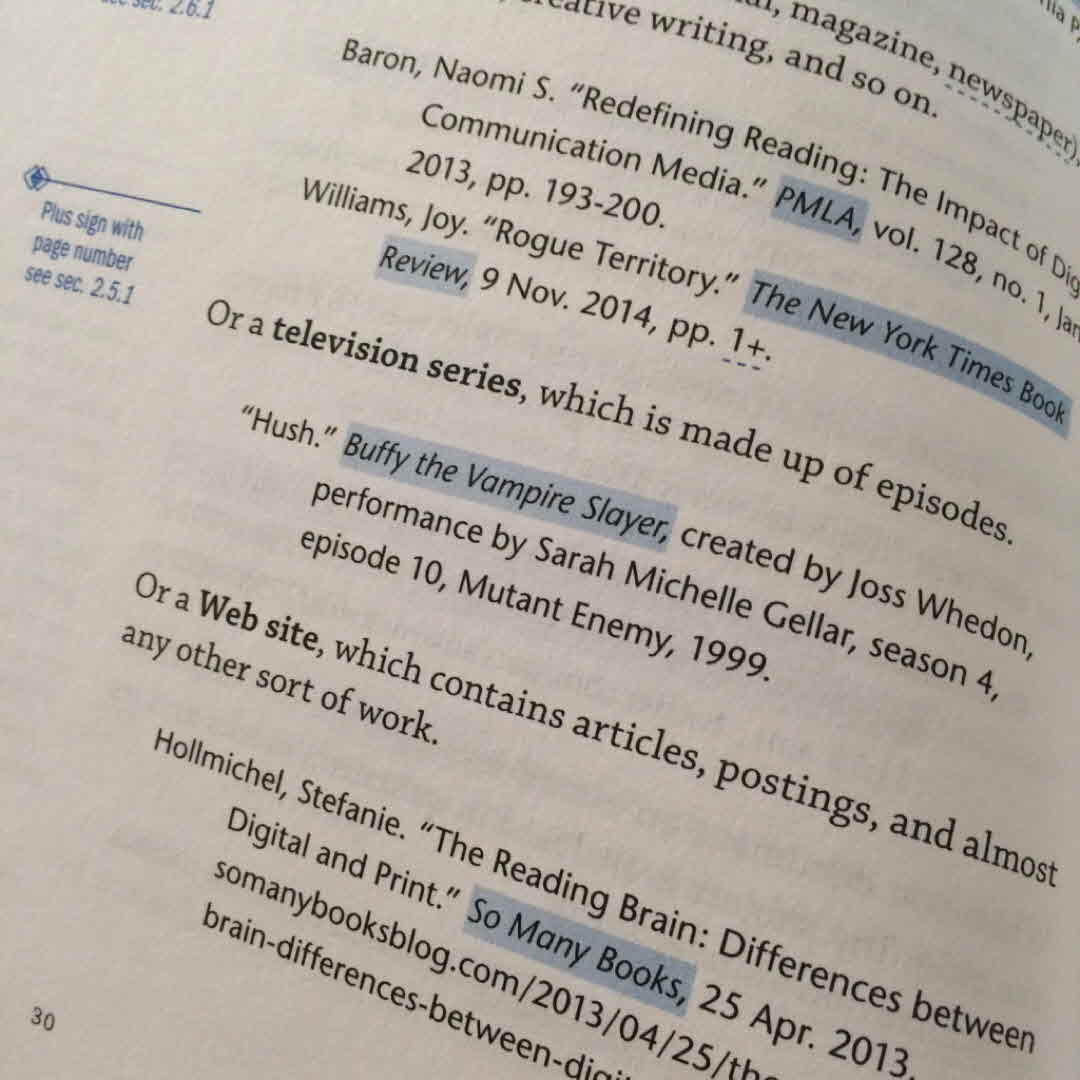 see sec. 2.6.1
magazine, newspaper),
creative writing, and so on.
Baron, Naomi S. “Redefining Reading: The Impact of
Communication Media.” PMLA, vol. 128, no. 1,
2013, pp. 193-200.
Williams, Joy. “Rogue Territory.” The New York Times Book
Review, 9 Nov. 2014, pp. 1+.
Plus sign with
page number
see sec. 2.5.1
Or a television series, which is made up of episodes.
“Hush.” Buffy the Vampire Slayer, created by Joss Whedon,
performance by Sarah Michelle Gellar, season 4,
episode 10, Mutant Enemy, 1999.
Or a Web site, which contains articles, postings, and almost
any other sort of work.
Hollmichel, Stefanie. “The Reading Brain: Differences between
Digital and Print.” So Many Books, 25 Apr. 2013,
somanybooksblog.com/2013/04/25/the
brain-differences-between-digi
30